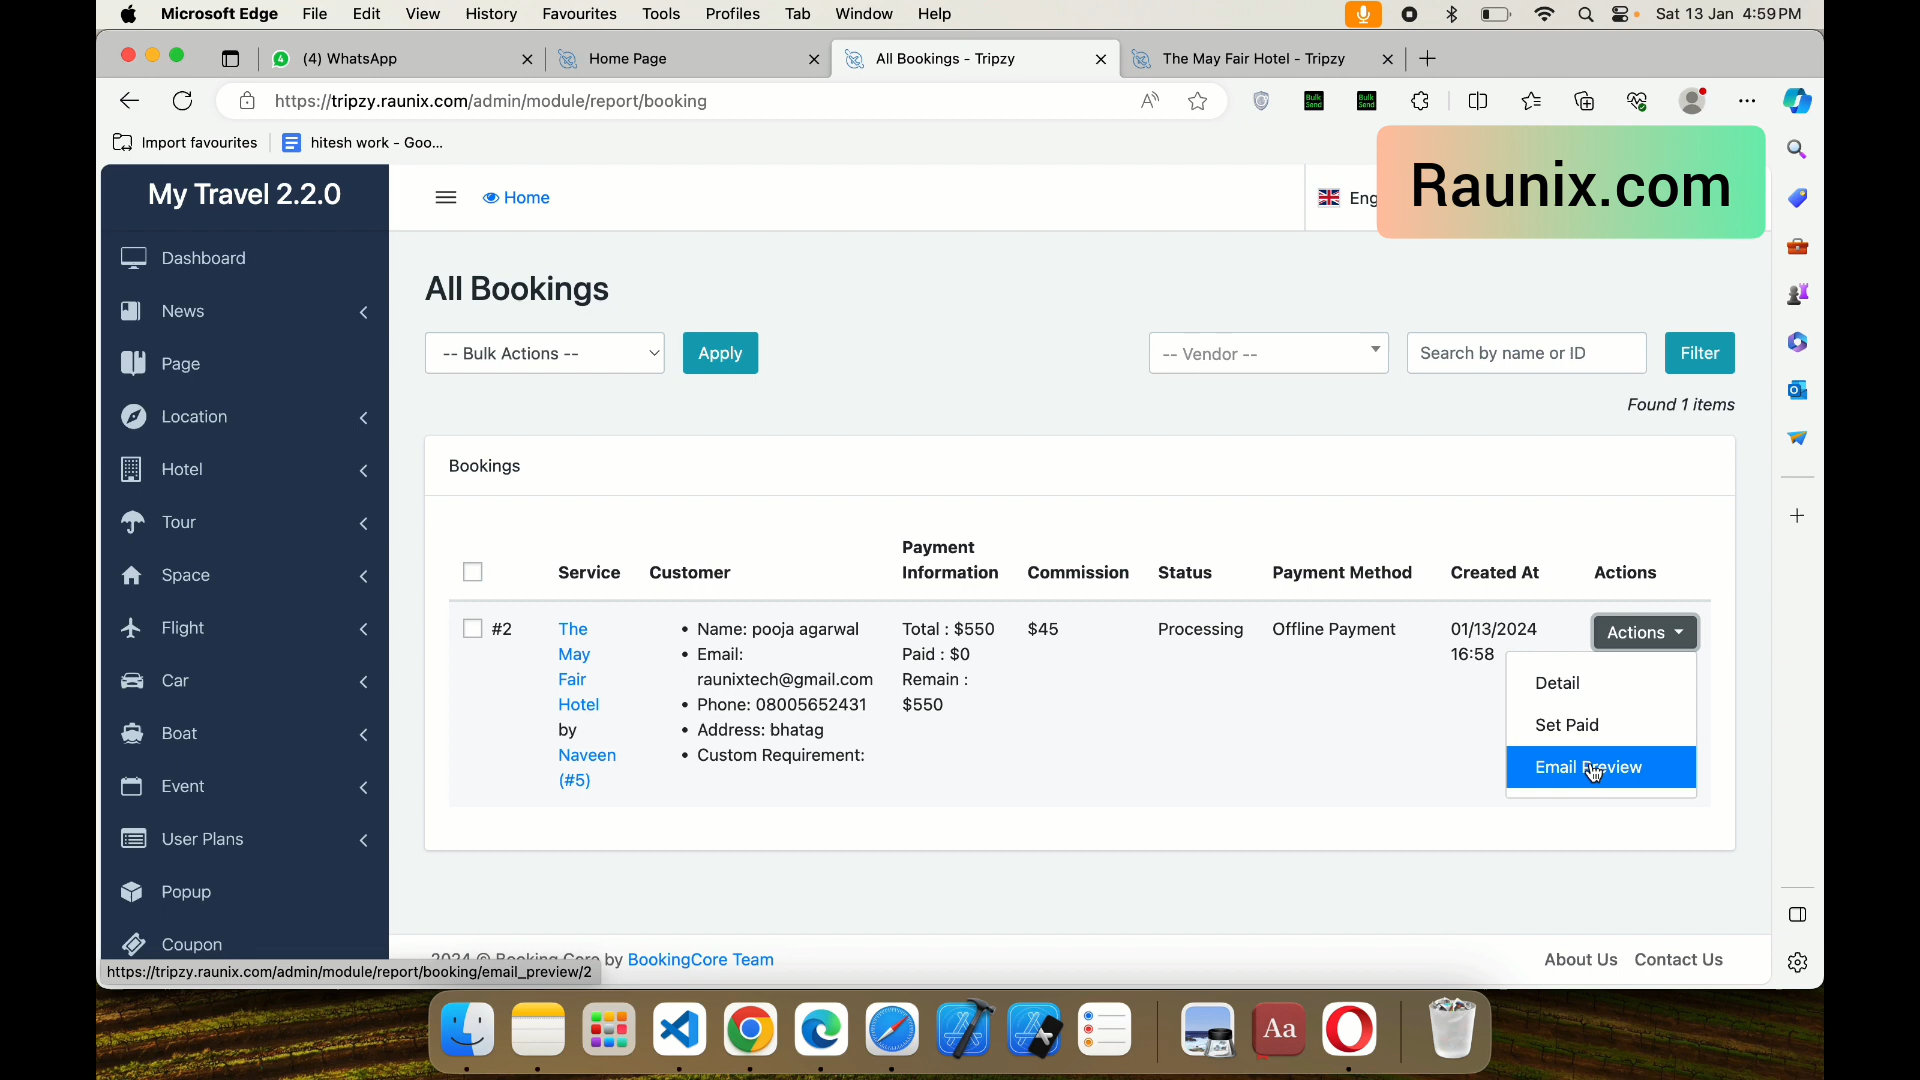 Microsoft Edge File Edit View History Favourites Tools Profiles Tab Window Help Sat 13 Jan 4:59 PM
(4) WhatsApp
Home Page
All Bookings - Tripzy
The May Fair Hotel - Tripzy
https://tripzy.raunix.com/admin/module/report/booking
Import favourites
hitesh work - Goo...
Bulk Send
Bulk Send
Raunix.com
My Travel 2.2.0
Home
Eng
Dashboard
News
Page
Location
Hotel
Tour
Space
Flight
Car
Boat
Event
User Plans
Popup
Coupon
All Bookings
-- Bulk Actions --
Apply
-- Vendor --
Search by name or ID
Filter
Found 1 items
Bookings
Service
Customer
Payment Information
Commission
Status
Payment Method
Created At
Actions
#2
The
May
Fair
Hotel
by
Naveen
(#5)
• Name: pooja agarwal
• Email:
raunixtech@gmail.com
• Phone: 08005652431
• Address: bhatag
• Custom Requirement:
Total : $550
Paid : $0
Remain :
$550
$45
Processing
Offline Payment
01/13/2024
16:58
Actions
Detail
Set Paid
Email Preview
2024 © Booking Core by BookingCore Team
About Us
Contact Us
https://tripzy.raunix.com/admin/module/report/booking/email_preview/2
Aa